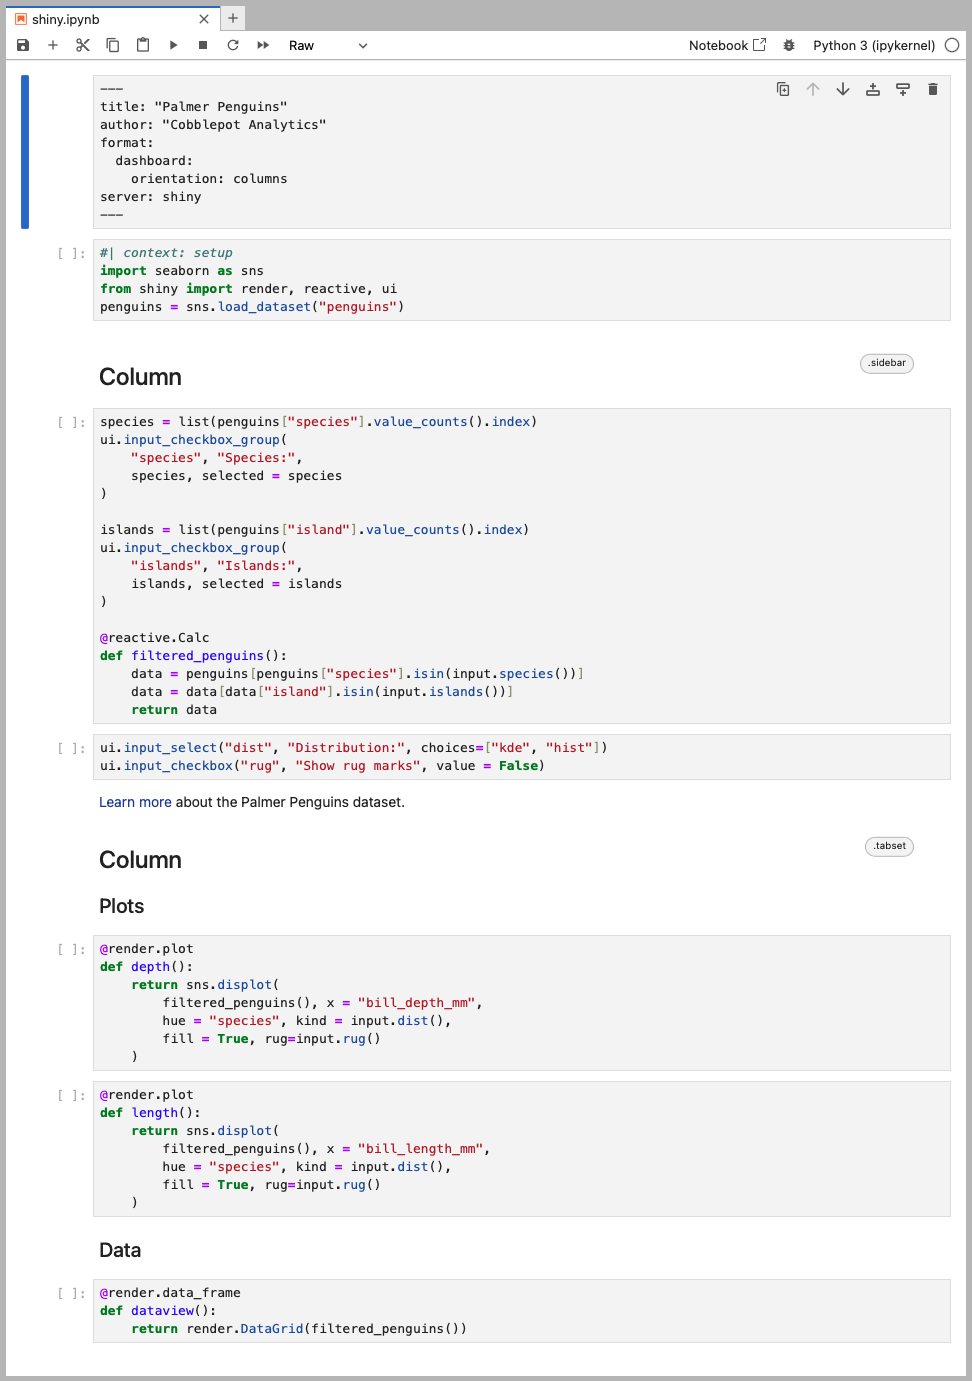 shiny.ipynb
Raw
Notebook
Python 3 (ipykernel)
---
title: "Palmer Penguins"
author: "Cobblepot Analytics"
format:
  dashboard:
    orientation: columns
server: shiny
---
[ ]:
#| context: setup
import seaborn as sns
from shiny import render, reactive, ui
penguins = sns.load_dataset("penguins")
Column
.sidebar
[ ]:
species = list(penguins["species"].value_counts().index)
ui.input_checkbox_group(
    "species", "Species:",
    species, selected = species
)
islands = list(penguins["island"].value_counts().index)
ui.input_checkbox_group(
    "islands", "Islands:",
    islands, selected = islands
)
@reactive.Calc
def filtered_penguins():
    data = penguins[penguins["species"].isin(input.species())]
    data = data[data["island"].isin(input.islands())]
    return data
[ ]:
ui.input_select("dist", "Distribution:", choices=["kde", "hist"])
ui.input_checkbox("rug", "Show rug marks", value = False)
Learn more about the Palmer Penguins dataset.
Column
.tabset
Plots
[ ]:
@render.plot
def depth():
    return sns.displot(
        filtered_penguins(), x = "bill_depth_mm",
        hue = "species", kind = input.dist(),
        fill = True, rug=input.rug()
    )
[ ]:
@render.plot
def length():
    return sns.displot(
        filtered_penguins(), x = "bill_length_mm",
        hue = "species", kind = input.dist(),
        fill = True, rug=input.rug()
    )
Data
[ ]:
@render.data_frame
def dataview():
    return render.DataGrid(filtered_penguins())